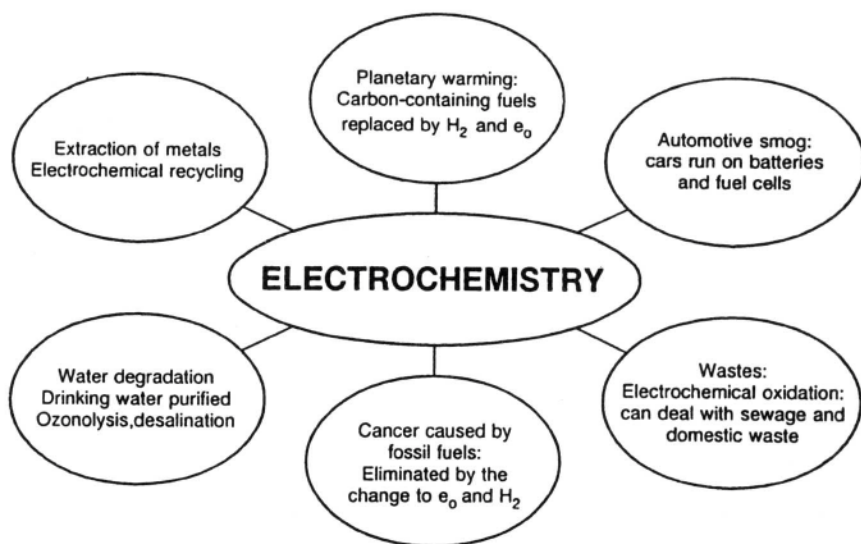 Planetary warming:
Carbon-containing fuels
replaced by H₂ and e₀
Extraction of metals
Electrochemical recycling
Automotive smog:
cars run on batteries
and fuel cells
ELECTROCHEMISTRY
Water degradation
Drinking water purified
Ozonolysis,desalination
Cancer caused by
fossil fuels:
Eliminated by the
change to e₀ and H₂
Wastes:
Electrochemical oxidation:
can deal with sewage and
domestic waste